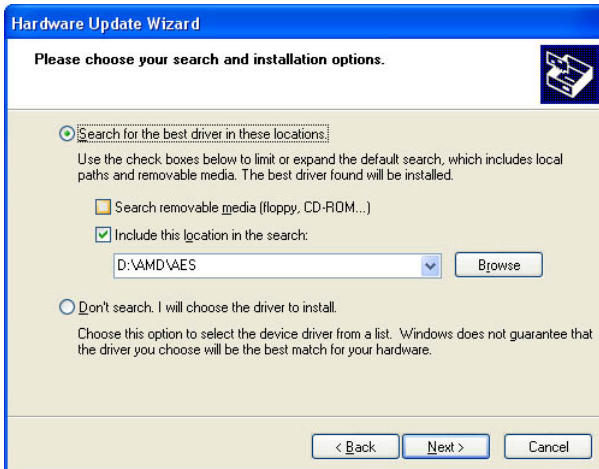 Hardware Update Wizard
Please choose your search and installation options.
Search for the best driver in these locations.
Use the check boxes below to limit or expand the default search, which includes local
paths and removable media. The best driver found will be installed.
Search removable media (floppy, CD-ROM...)
Include this location in the search:
D:\AMD\AES
Browse
Don't search. I will choose the driver to install.
Choose this option to select the device driver from a list. Windows does not guarantee that
the driver you choose will be the best match for your hardware.
< Back Next > Cancel